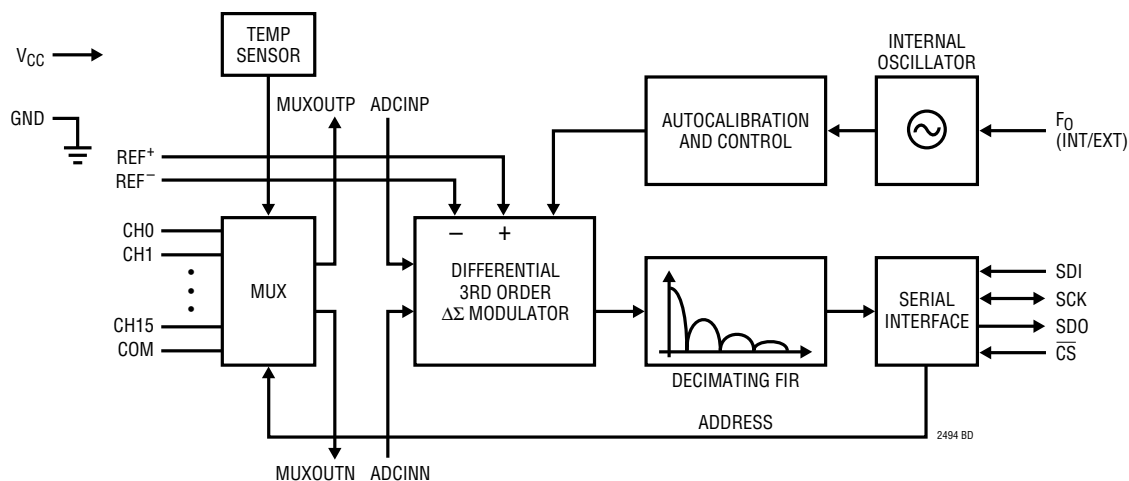 TEMP
SENSOR
INTERNAL
OSCILLATOR
VCC
MUXOUTP
ADCINP
AUTOCALIBRATION
AND CONTROL
FO
(INT/EXT)
GND
REF+
REF−
CH0
CH1
•
•
•
CH15
COM
MUX
− +
DIFFERENTIAL
3RD ORDER
ΔΣ MODULATOR
DECIMATING FIR
SERIAL
INTERFACE
SDI
SCK
SDO
C̅S̅
ADDRESS
2494 BD
MUXOUTN
ADCINN